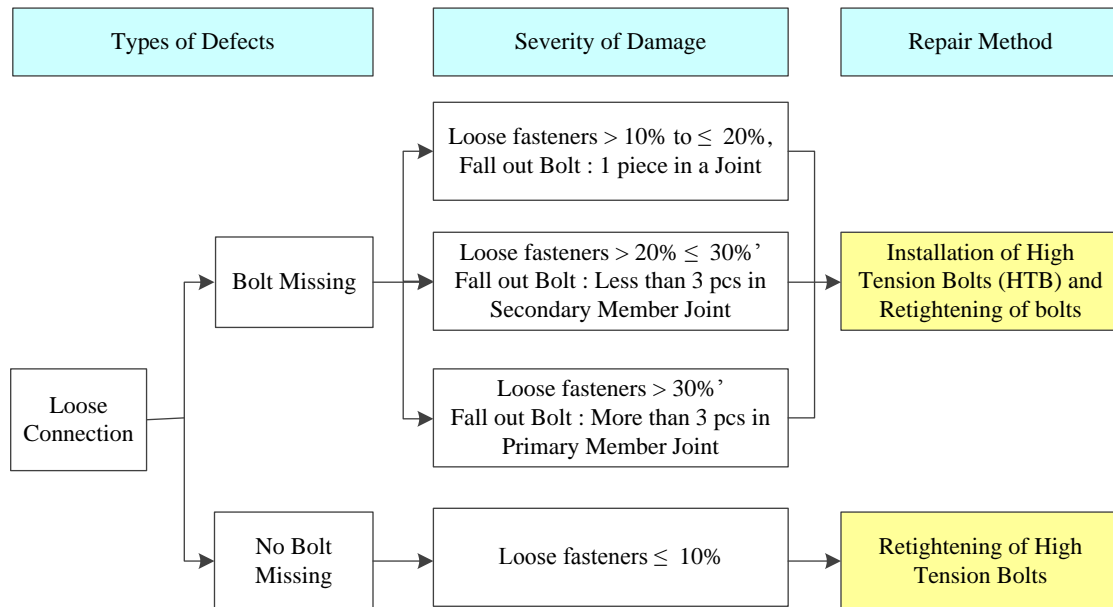 Types of Defects
Severity of Damage
Repair Method
Loose
Connection
Bolt Missing
Loose fasteners > 10% to ≤ 20%,
Fall out Bolt : 1 piece in a Joint
Loose fasteners > 20% ≤ 30%’
Fall out Bolt : Less than 3 pcs in
Secondary Member Joint
Loose fasteners > 30%’
Fall out Bolt : More than 3 pcs in
Primary Member Joint
Installation of High
Tension Bolts (HTB) and
Retightening of bolts
No Bolt
Missing
Loose fasteners ≤ 10%
Retightening of High
Tension Bolts